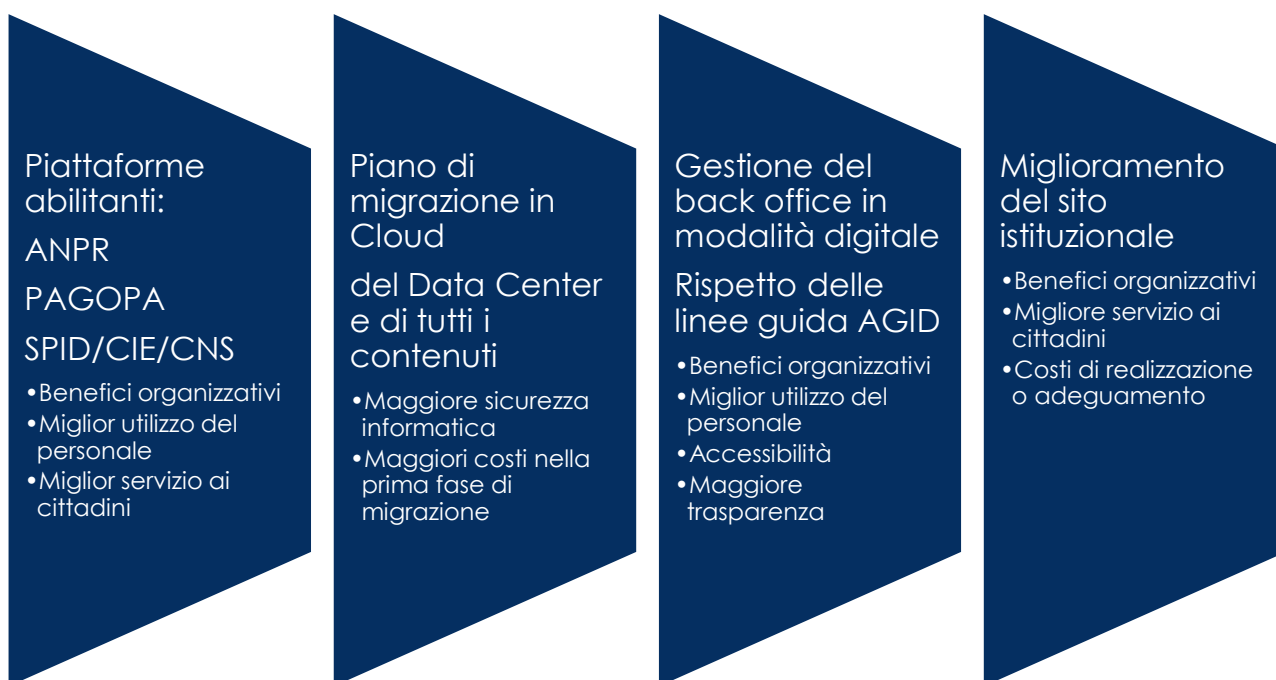 Piattaforme
abilitanti:
ANPR
PAGOPA
SPID/CIE/CNS
•Benefici organizzativi
•Miglior utilizzo del
personale
•Miglior servizio ai
cittadini
Piano di
migrazione in
Cloud
del Data Center
e di tutti i
contenuti
•Maggiore sicurezza
informatica
•Maggiori costi nella
prima fase di
migrazione
Gestione del
back office in
modalità digitale
Rispetto delle
linee guida AGID
•Benefici organizzativi
•Miglior utilizzo del
personale
•Accessibilità
•Maggiore
trasparenza
Miglioramento
del sito
istituzionale
•Benefici organizzativi
•Migliore servizio ai
cittadini
•Costi di realizzazione
o adeguamento